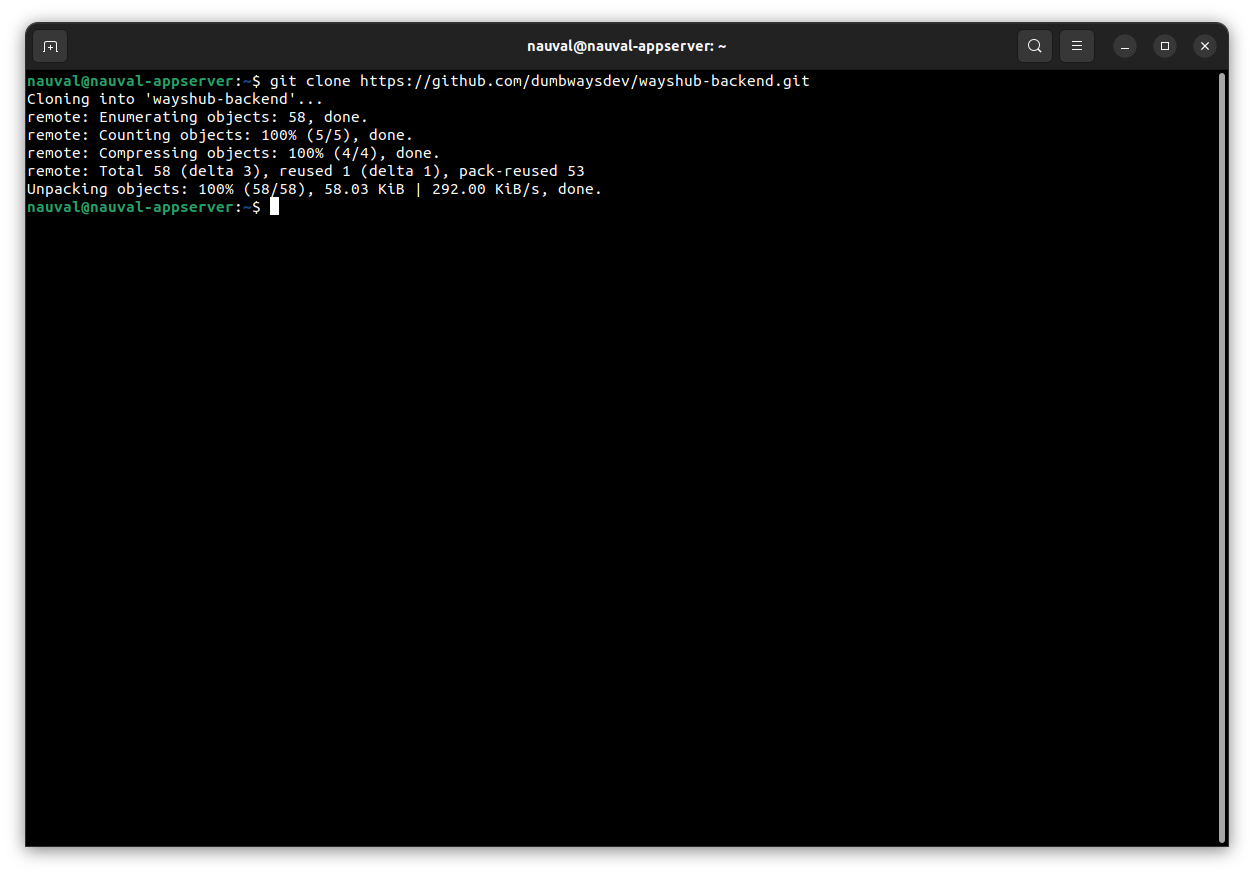 nauval@nauval-appserver: ~
nauval@nauval-appserver:~$ git clone https://github.com/dumbwaysdev/wayshub-backend.git
Cloning into 'wayshub-backend'...
remote: Enumerating objects: 58, done.
remote: Counting objects: 100% (5/5), done.
remote: Compressing objects: 100% (4/4), done.
remote: Total 58 (delta 3), reused 1 (delta 1), pack-reused 53
Unpacking objects: 100% (58/58), 58.03 KiB | 292.00 KiB/s, done.
nauval@nauval-appserver:~$